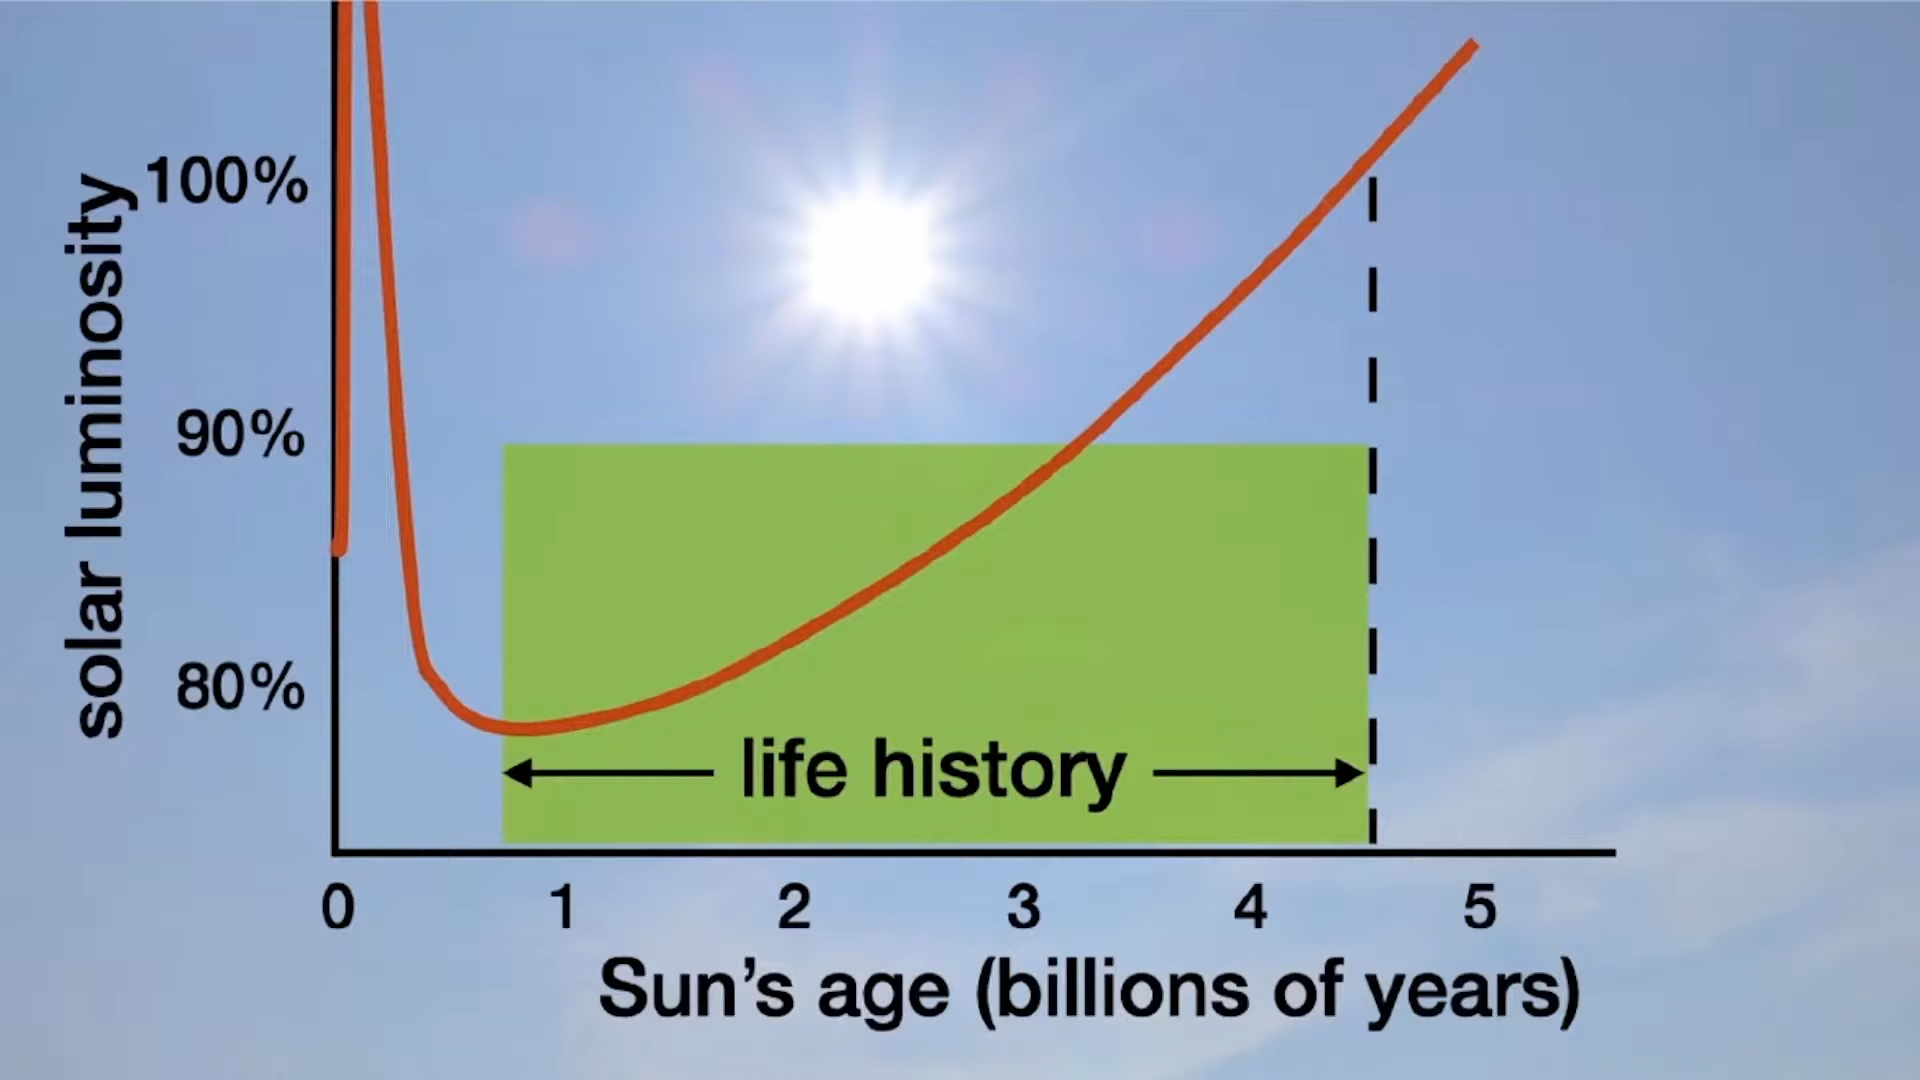 solar luminosity
100%
90%
80%
life history
0 1 2 3 4 5
Sun’s age (billions of years)